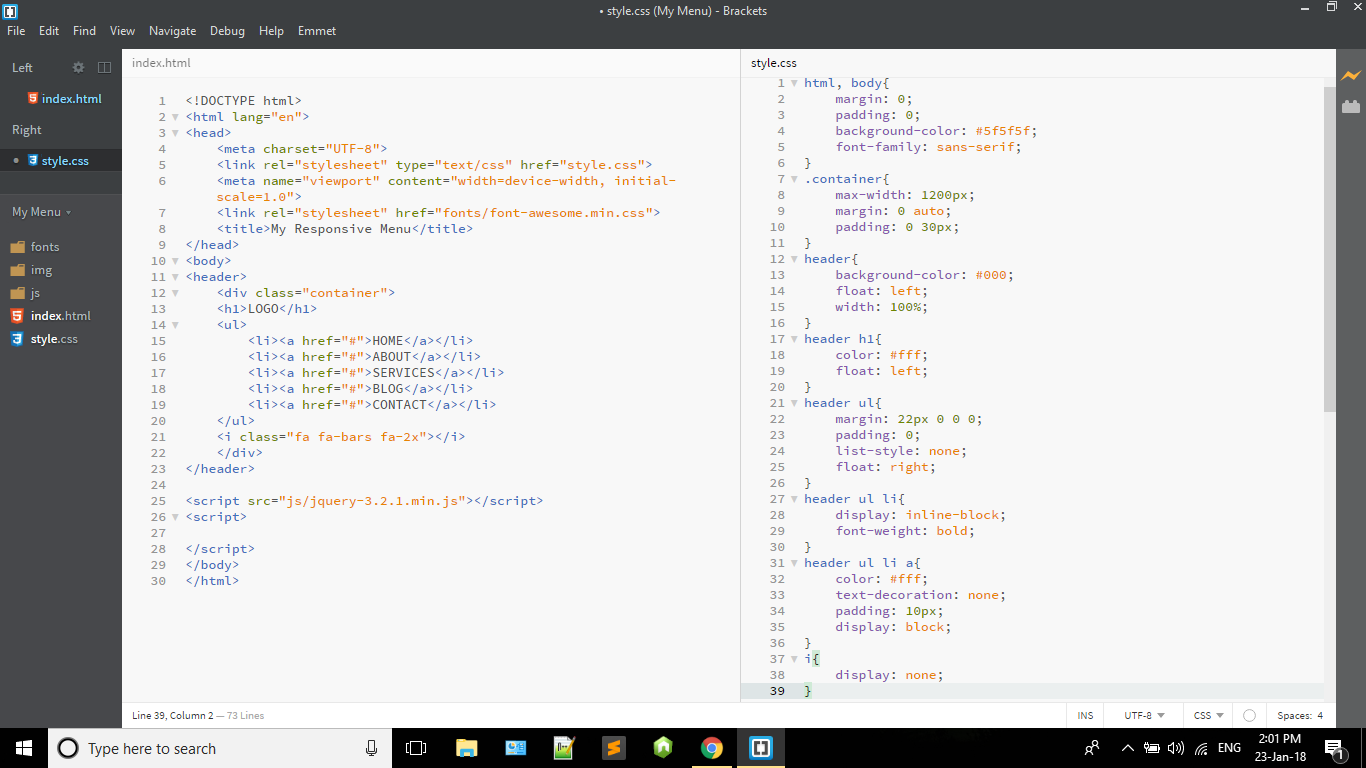 • style.css (My Menu) - Brackets
File Edit Find View Navigate Debug Help Emmet
Left
index.html
Right
• style.css
My Menu
fonts
img
js
index.html
style.css
index.html
1 <!DOCTYPE html>
2 <html lang="en">
3 <head>
4 <meta charset="UTF-8">
5 <link rel="stylesheet" type="text/css" href="style.css">
6 <meta name="viewport" content="width=device-width, initial-
scale=1.0">
7 <link rel="stylesheet" href="fonts/font-awesome.min.css">
8 <title>My Responsive Menu</title>
9 </head>
10 <body>
11 <header>
12 <div class="container">
13 <h1>LOGO</h1>
14 <ul>
15 <li><a href="#">HOME</a></li>
16 <li><a href="#">ABOUT</a></li>
17 <li><a href="#">SERVICES</a></li>
18 <li><a href="#">BLOG</a></li>
19 <li><a href="#">CONTACT</a></li>
20 </ul>
21 <i class="fa fa-bars fa-2x"></i>
22 </div>
23 </header>
24
25 <script src="js/jquery-3.2.1.min.js"></script>
26 <script>
27
28 </script>
29 </body>
30 </html>
style.css
1 html, body{
2 margin: 0;
3 padding: 0;
4 background-color: #5f5f5f;
5 font-family: sans-serif;
6 }
7 .container{
8 max-width: 1200px;
9 margin: 0 auto;
10 padding: 0 30px;
11 }
12 header{
13 background-color: #000;
14 float: left;
15 width: 100%;
16 }
17 header h1{
18 color: #fff;
19 float: left;
20 }
21 header ul{
22 margin: 22px 0 0 0;
23 padding: 0;
24 list-style: none;
25 float: right;
26 }
27 header ul li{
28 display: inline-block;
29 font-weight: bold;
30 }
31 header ul li a{
32 color: #fff;
33 text-decoration: none;
34 padding: 10px;
35 display: block;
36 }
37 i{
38 display: none;
39 }
Line 39, Column 2 — 73 Lines
INS UTF-8 CSS Spaces: 4
Type here to search
ENG
2:01 PM
23-Jan-18
1